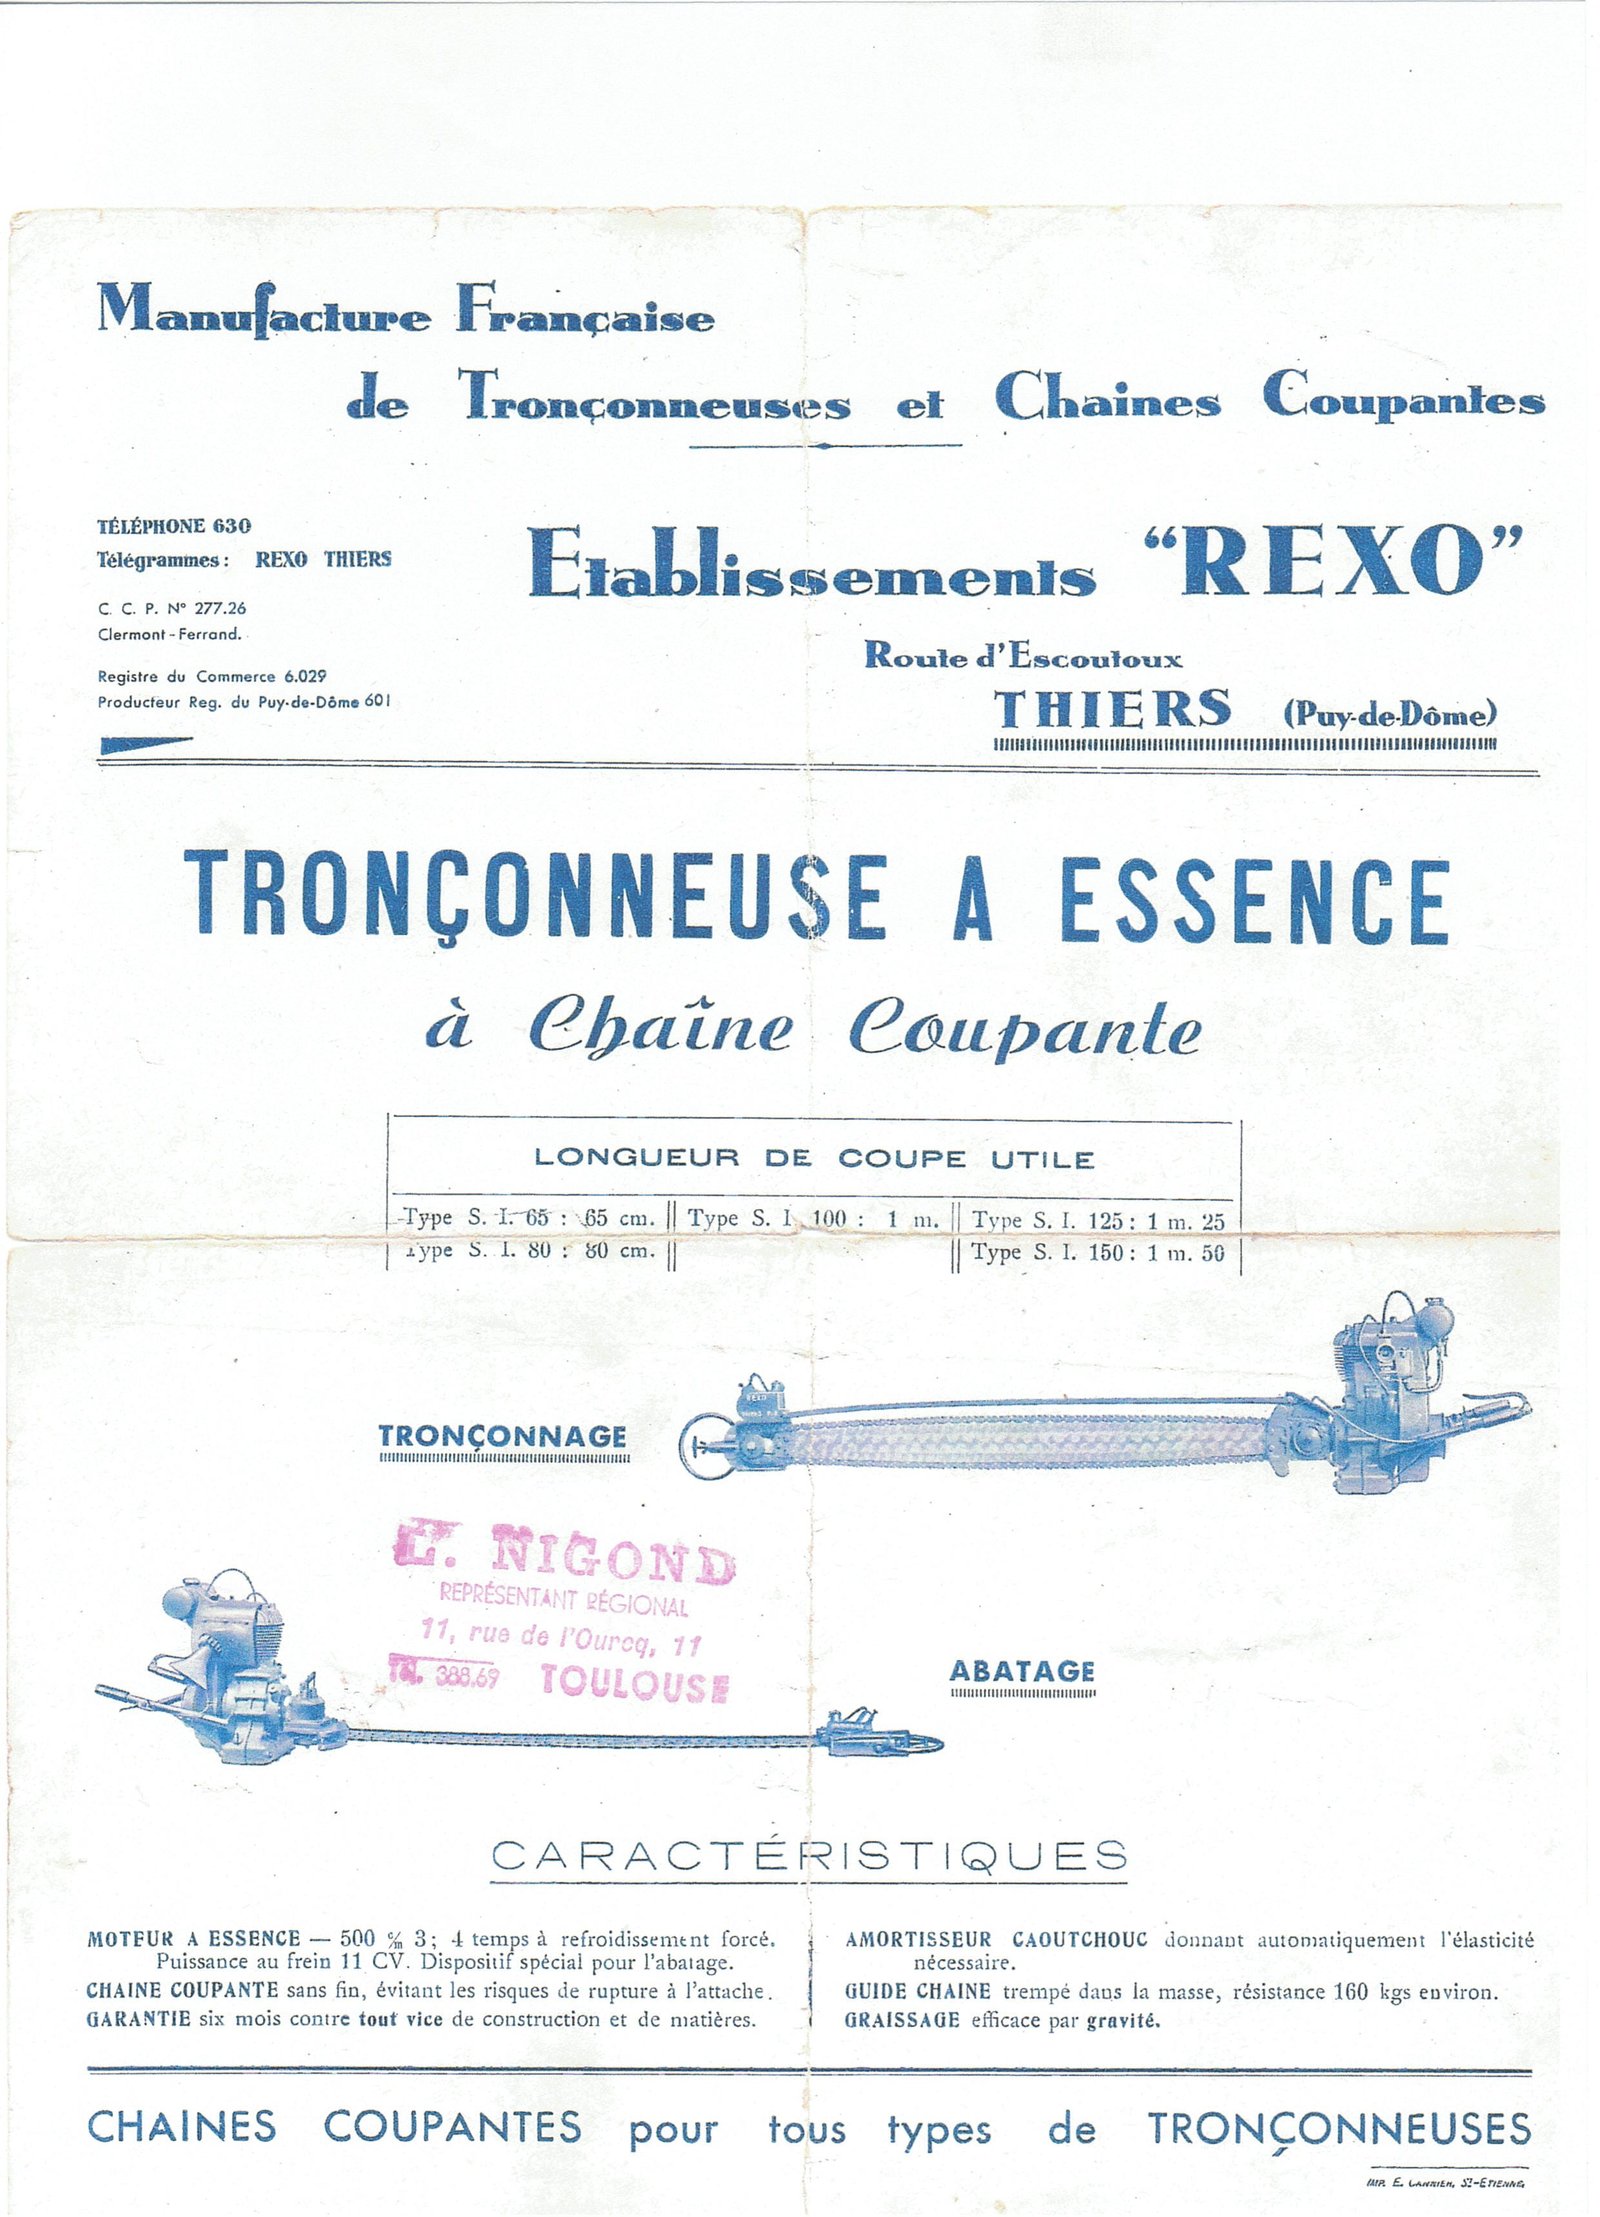 Manufacture Française
de Tronçonneuses et Chaines Coupantes
TÉLÉPHONE 630
Télégrammes : REXO THIERS
C. C. P. N° 277.26
Clermont-Ferrand.
Registre du Commerce 6.029
Producteur Reg. du Puy-de-Dôme 601
Etablissements "REXO"
Route d'Escoutoux
THIERS (Puy-de-Dôme)
TRONÇONNEUSE A ESSENCE
à Chaîne Coupante
LONGUEUR DE COUPE UTILE
Type S. I. 65 : 65 cm. Type S. I. 100 : 1 m. Type S. I. 125 : 1 m. 25
Type S. I. 80 : 80 cm. Type S. I. 150 : 1 m. 50
TRONÇONNAGE
L. NIGOND
REPRÉSENTANT RÉGIONAL
11, rue de l'Ourcq, 11
Tél. 388.69 TOULOUSE
ABATAGE
CARACTÉRISTIQUES
MOTEUR A ESSENCE — 500 c/m 3; 4 temps à refroidissement forcé.
Puissance au frein 11 CV. Dispositif spécial pour l'abatage.
CHAINE COUPANTE sans fin, évitant les risques de rupture à l'attache.
GARANTIE six mois contre tout vice de construction et de matières.
AMORTISSEUR CAOUTCHOUC donnant automatiquement l'élasticité
nécessaire.
GUIDE CHAINE trempé dans la masse, résistance 160 kgs environ.
GRAISSAGE efficace par gravité.
CHAINES COUPANTES pour tous types de TRONÇONNEUSES
IMP. E. ST-ETIENNE